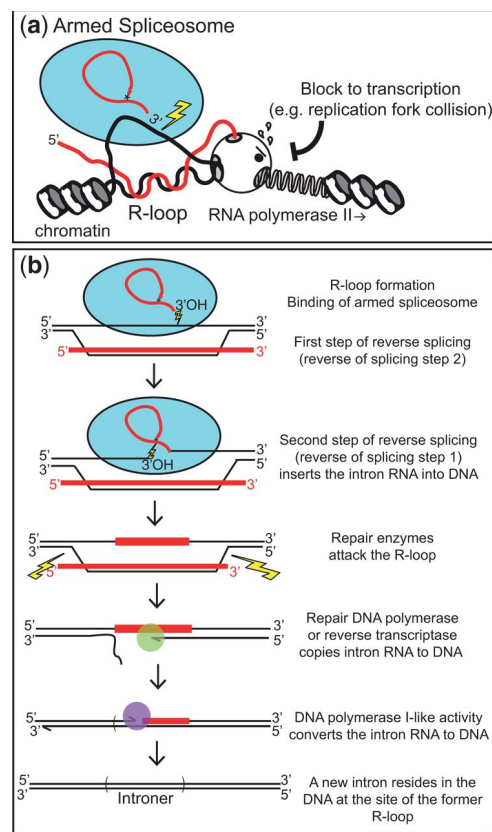 (a) Armed Spliceosome
3'
5'
Block to transcription
(e.g. replication fork collision)
R-loop
RNA polymerase II→
chromatin
(b)
3'OH
5'
3'
3'
5'
5'
3'
R-loop formation
Binding of armed spliceosome
First step of reverse splicing
(reverse of splicing step 2)
3'OH
5'
3'
3'
5'
5'
3'
Second step of reverse splicing
(reverse of splicing step 1)
inserts the intron RNA into DNA
5'
3'
3'
5'
5'
3'
Repair enzymes
attack the R-loop
5'
3'
3'
5'
Repair DNA polymerase
or reverse transcriptase
copies intron RNA to DNA
5'
3'
3'
5'
DNA polymerase I-like activity
converts the intron RNA to DNA
5'
3'
3'
5'
Introner
A new intron resides in the
DNA at the site of the former
R-loop